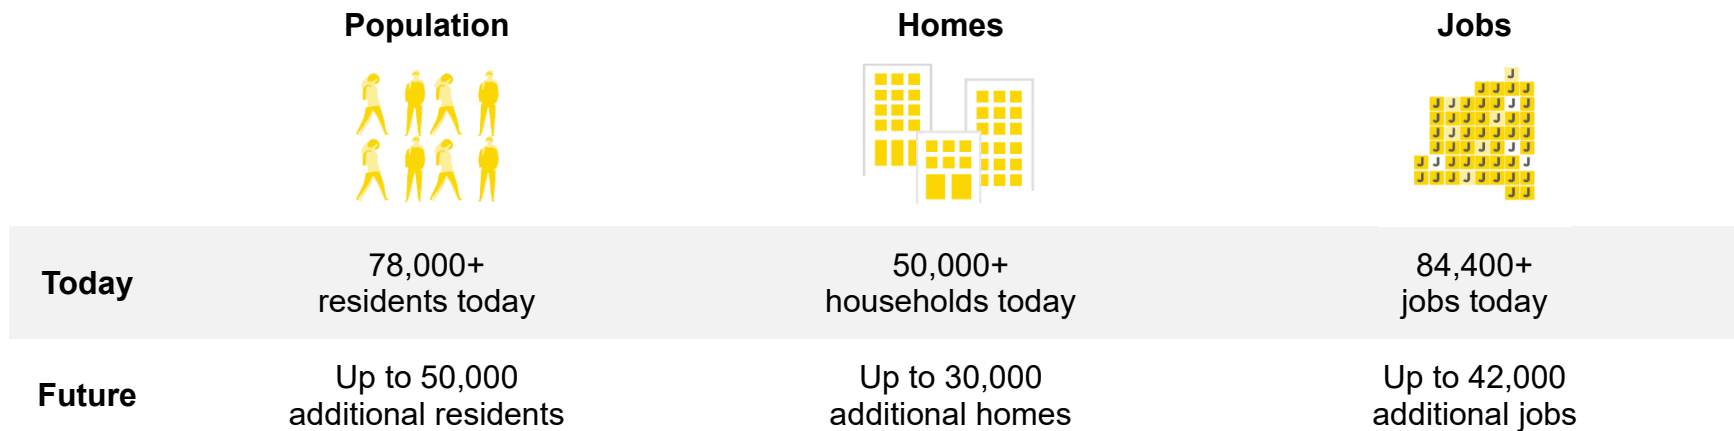 Population
Homes
Jobs
J
J J J J
J J J J J J J
J J J J J J J
J J J J J J J
J J J J J J J
J J J J J J J J
J J J J J J J J
J J
Today
78,000+
residents today
50,000+
households today
84,400+
jobs today
Future
Up to 50,000
additional residents
Up to 30,000
additional homes
Up to 42,000
additional jobs